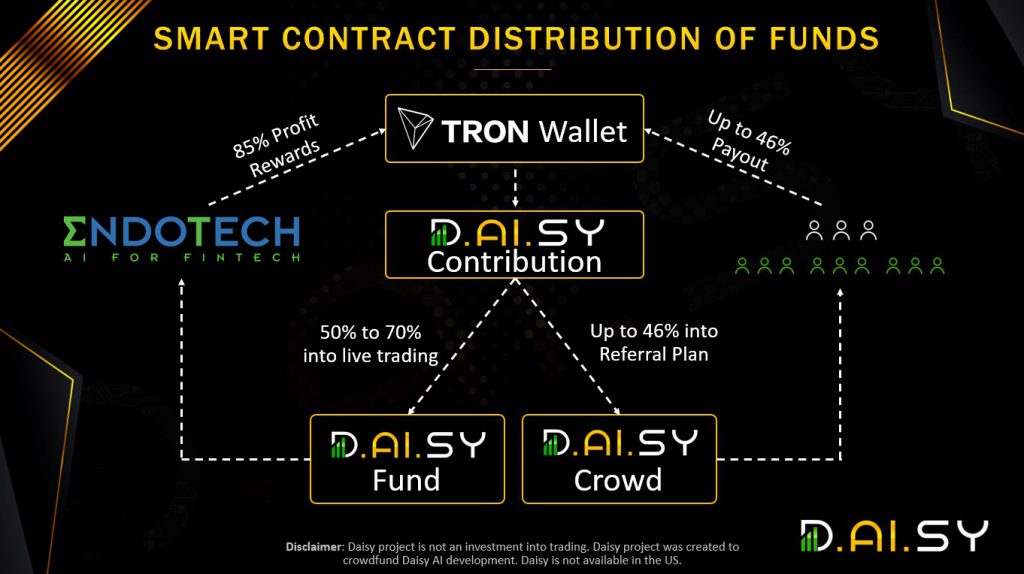 SMART CONTRACT DISTRIBUTION OF FUNDS
TRON Wallet
85% Profit
Rewards
Up to 46%
Payout
ΣNDOTECH
AI FOR FINTECH
D.AI.SY
Contribution
50% to 70%
into live trading
Up to 46% into
Referral Plan
D.AI.SY
Fund
D.AI.SY
Crowd
Disclaimer: Daisy project is not an investment into trading. Daisy project was created to
crowdfund Daisy AI development. Daisy is not available in the US.
D.AI.SY